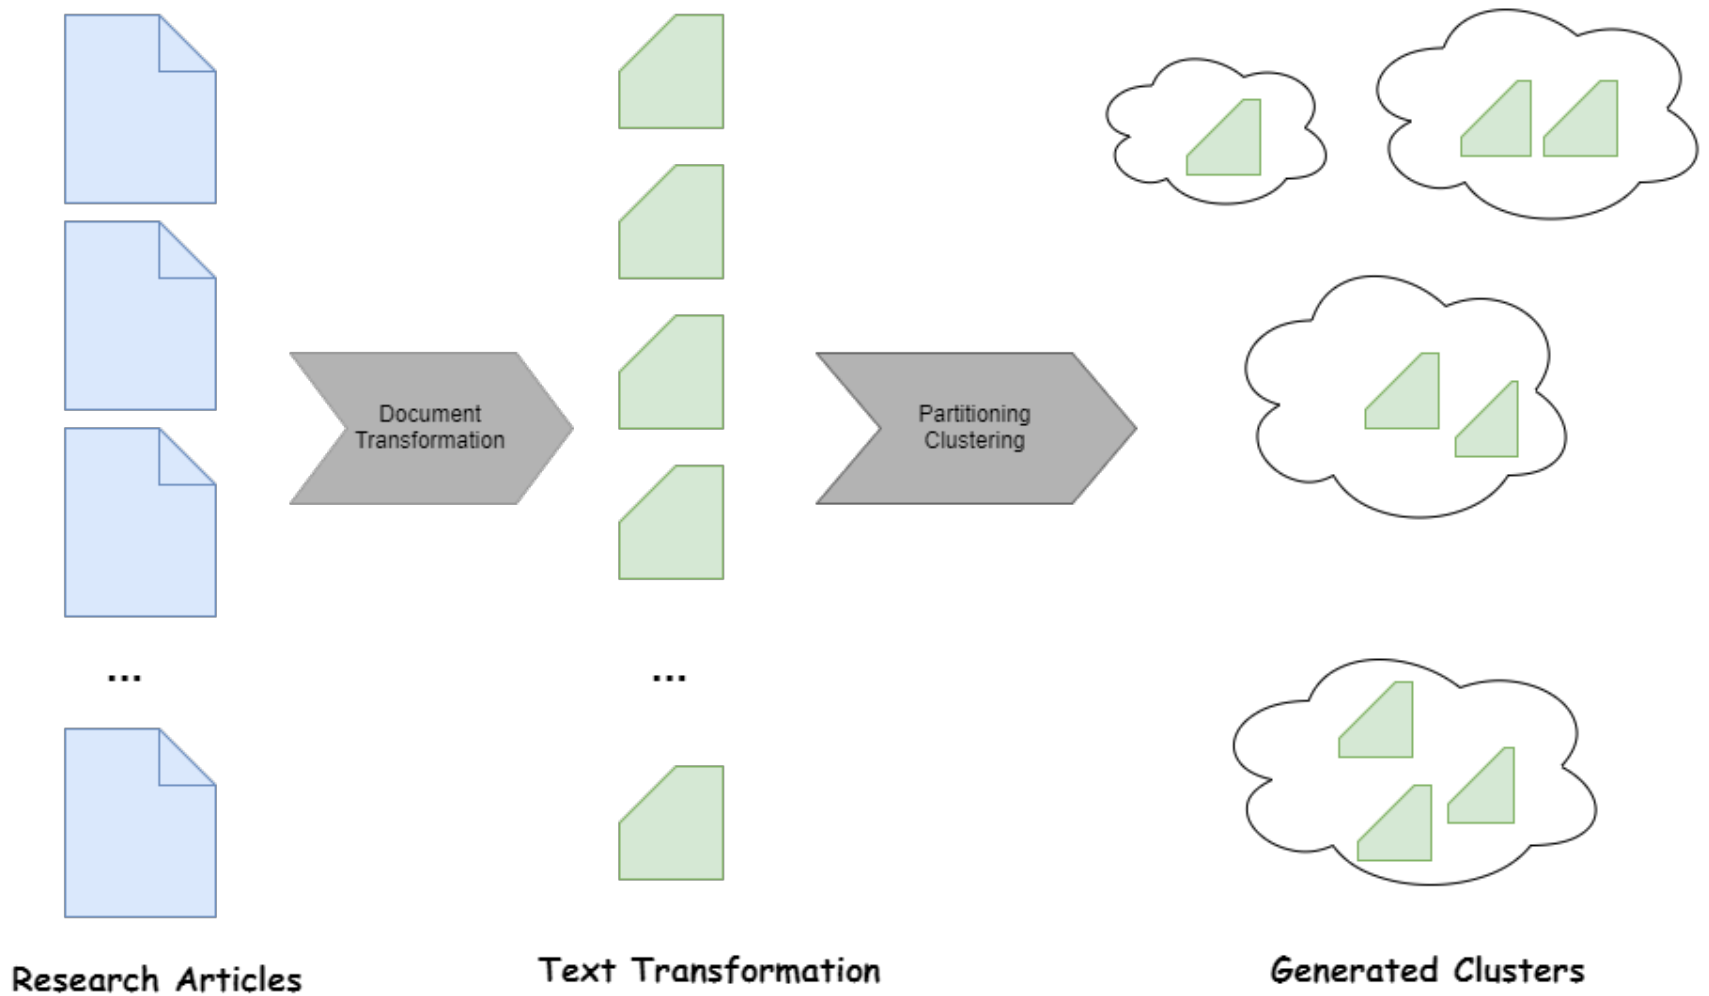 Document
Transformation
Partitioning
Clustering
...
...
Research Articles
Text Transformation
Generated Clusters